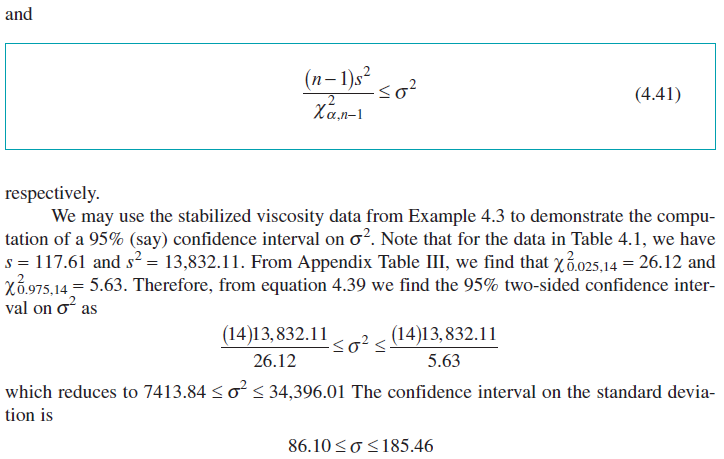 and
(n – 1)s² / χ²α,n–1 ≤ σ² (4.41)
respectively.
We may use the stabilized viscosity data from Example 4.3 to demonstrate the compu-
tation of a 95% (say) confidence interval on σ². Note that for the data in Table 4.1, we have
s = 117.61 and s² = 13,832.11. From Appendix Table III, we find that χ²0.025,14 = 26.12 and
χ²0.975,14 = 5.63. Therefore, from equation 4.39 we find the 95% two-sided confidence inter-
val on σ² as
(14)13,832.11 / 26.12 ≤ σ² ≤ (14)13,832.11 / 5.63
which reduces to 7413.84 ≤ σ² ≤ 34,396.01 The confidence interval on the standard devia-
tion is
86.10 ≤ σ ≤ 185.46